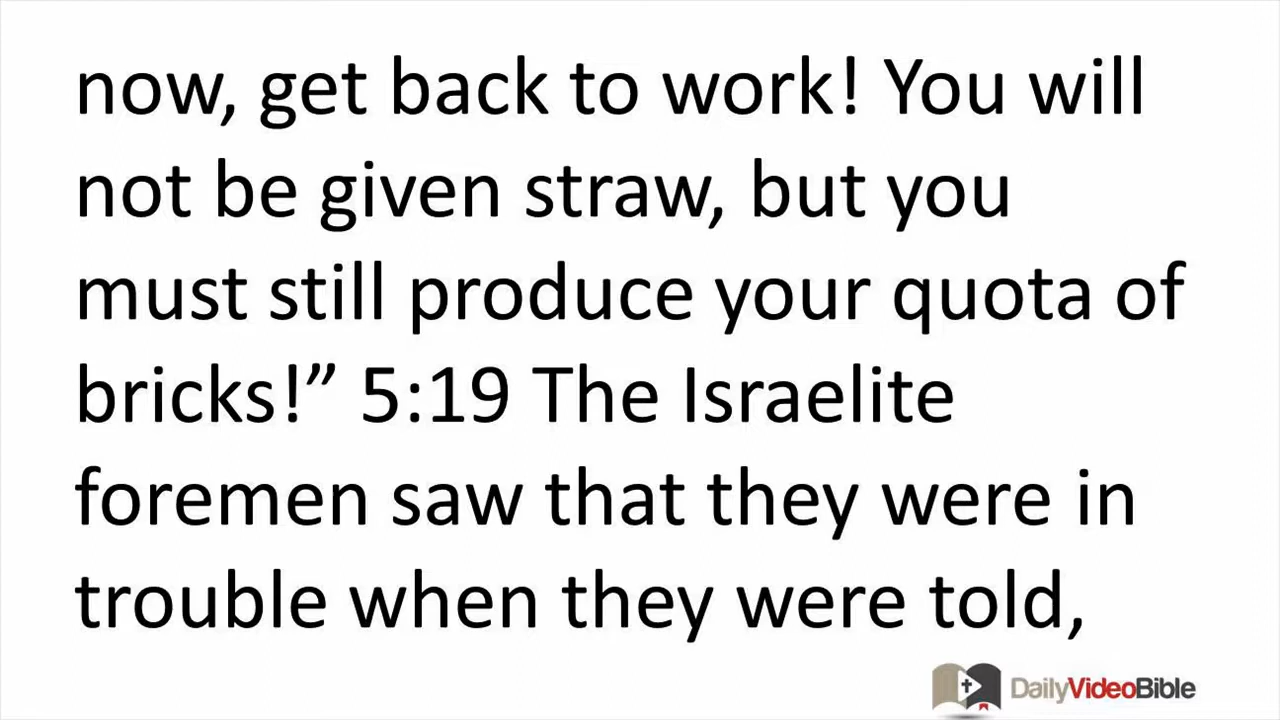 now, get back to work! You will
not be given straw, but you
must still produce your quota of
bricks!” 5:19 The Israelite
foremen saw that they were in
trouble when they were told,
DailyVideoBible